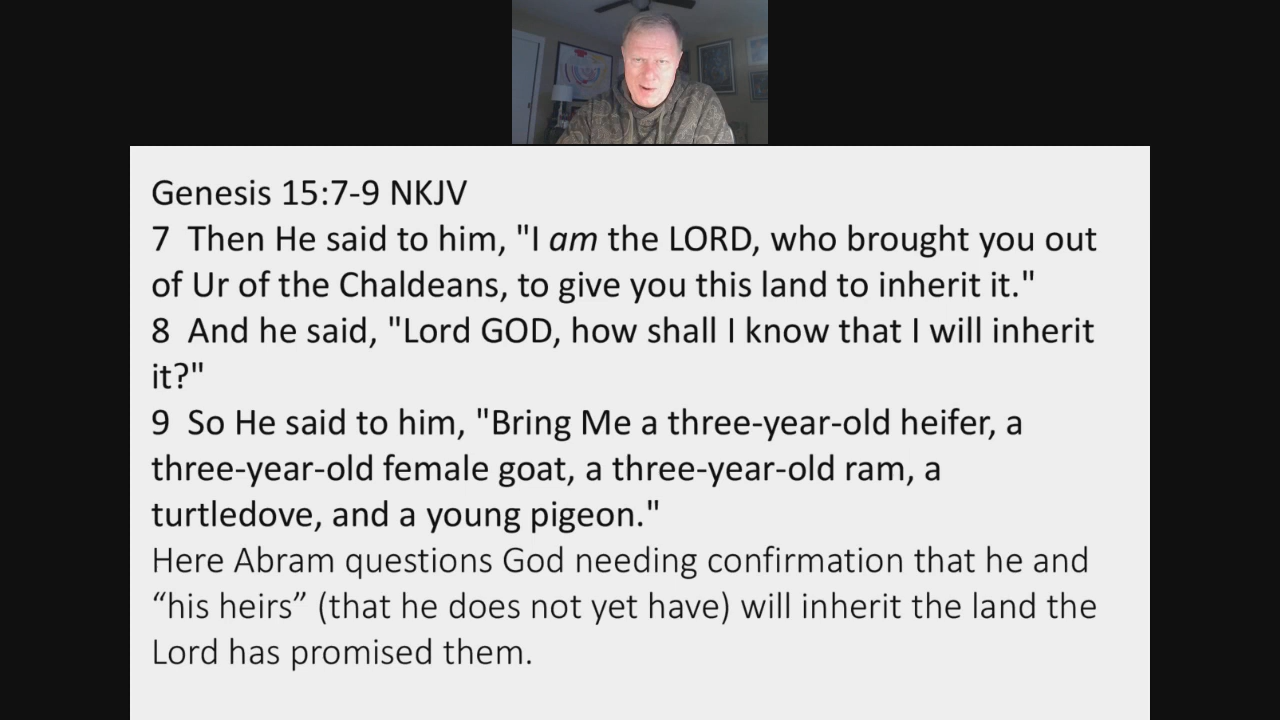 Genesis 15:7-9 NKJV
7  Then He said to him, "I am the LORD, who brought you out
of Ur of the Chaldeans, to give you this land to inherit it."
8  And he said, "Lord GOD, how shall I know that I will inherit
it?"
9  So He said to him, "Bring Me a three-year-old heifer, a
three-year-old female goat, a three-year-old ram, a
turtledove, and a young pigeon."
Here Abram questions God needing confirmation that he and
“his heirs” (that he does not yet have) will inherit the land the
Lord has promised them.